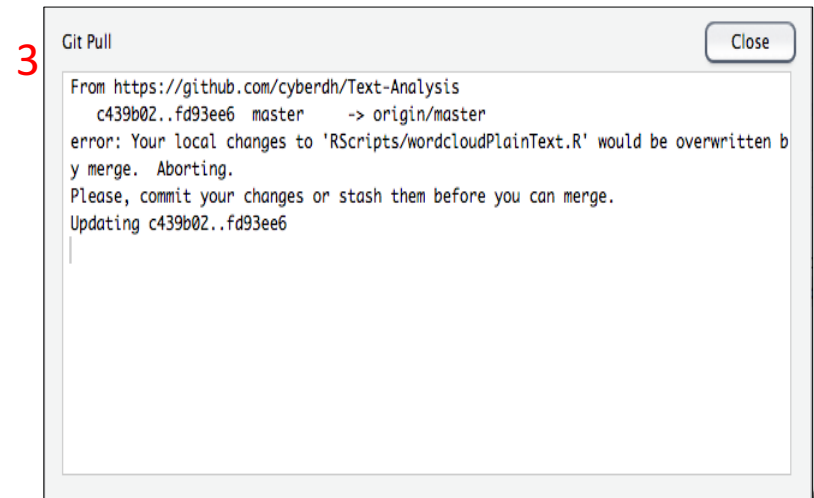 Git Pull
Close
3
From https://github.com/cyberdh/Text-Analysis
c439b02..fd93ee6 master -> origin/master
error: Your local changes to 'RScripts/wordcloudPlainText.R' would be overwritten b
y merge. Aborting.
Please, commit your changes or stash them before you can merge.
Updating c439b02..fd93ee6